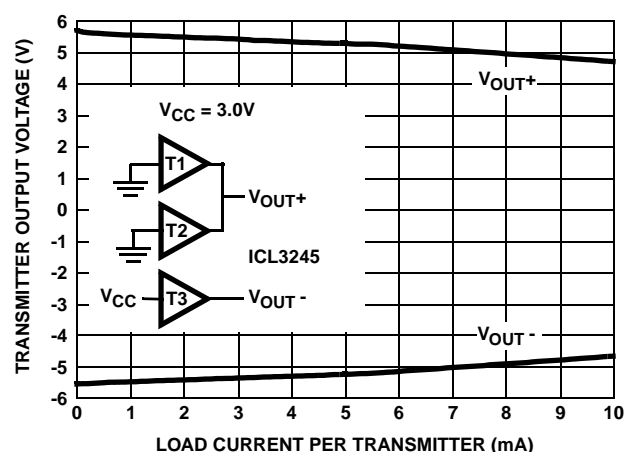 TRANSMITTER OUTPUT VOLTAGE (V)
6
5
4
3
2
1
0
-1
-2
-3
-4
-5
-6
VOUT+
VCC = 3.0V
T1
VOUT+
T2
ICL3245
VCC
T3
VOUT -
VOUT -
0 1 2 3 4 5 6 7 8 9 10
LOAD CURRENT PER TRANSMITTER (mA)